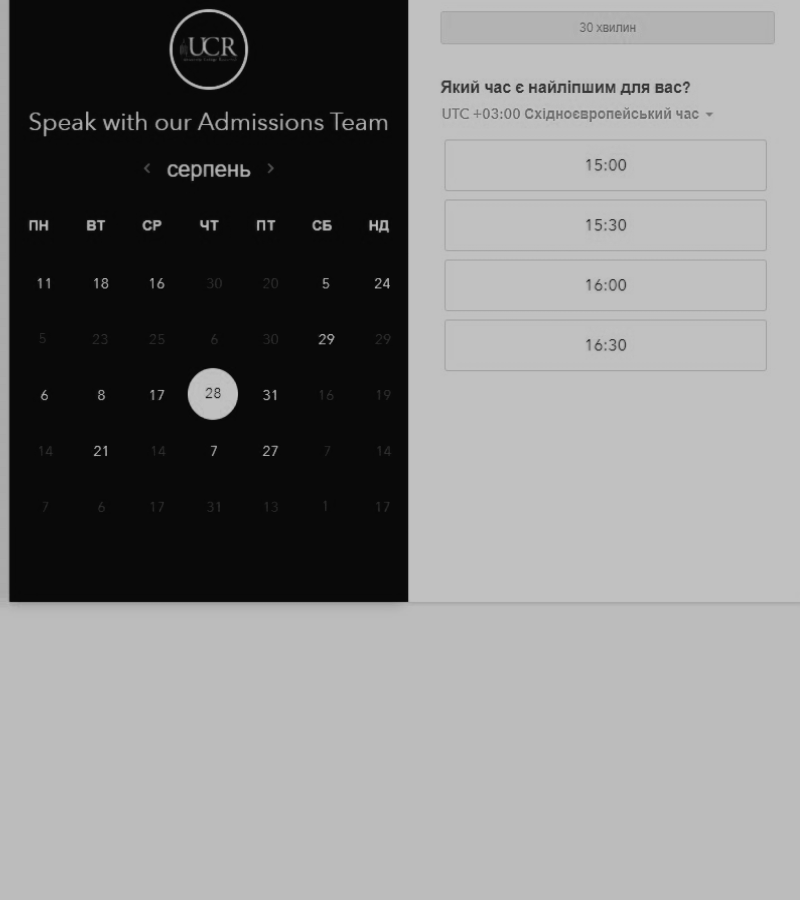 UCR
Speak with our Admissions Team
серпень
ПН ВТ СР ЧТ ПТ СБ НД
11 18 16 30 20 5 24
5 23 25 6 30 29 29
6 8 17 28 31 16 19
14 21 14 7 27 7 14
7 6 17 31 13 1 17
30 хвилин
Який час є найліпшим для вас?
UTC +03:00 Східноєвропейський час
15:00
15:30
16:00
16:30